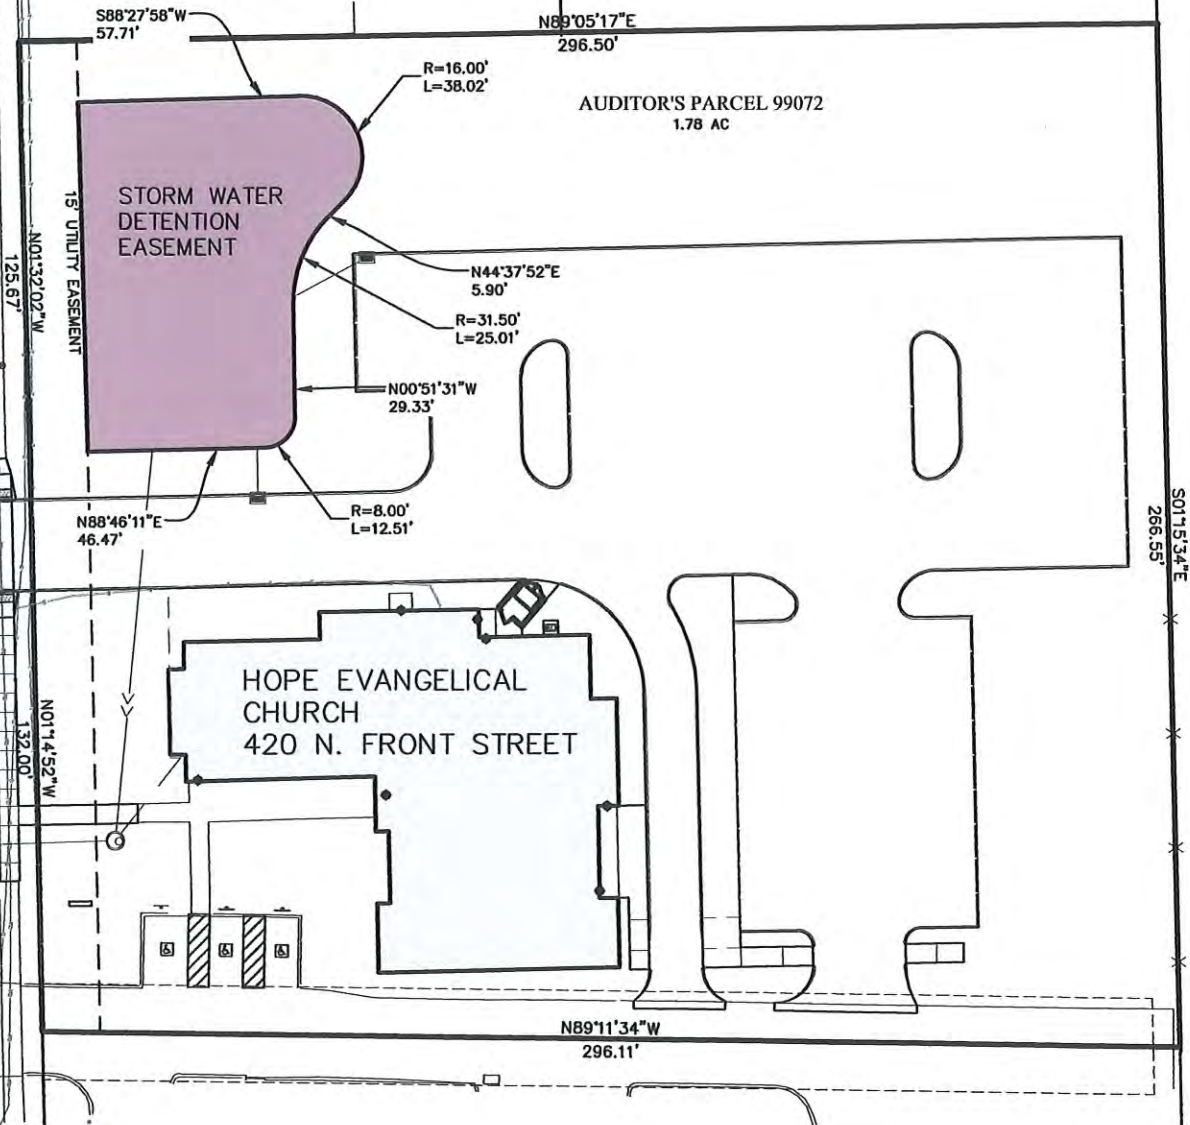 S88°27'58"W
57.71'
N89°05'17"E
296.50'
R=16.00'
L=38.02'
AUDITOR'S PARCEL 99072
1.78 AC
STORM WATER
DETENTION
EASEMENT
15' UTILITY EASEMENT
N01°32'02"W
125.67'
N44°37'52"E
5.90'
R=31.50'
L=25.01'
N00°51'31"W
29.33'
N88°46'11"E
46.47'
R=8.00'
L=12.51'
S01°15'34"E
266.55'
HOPE EVANGELICAL
CHURCH
420 N. FRONT STREET
N01°14'52"W
132.00'
N89°11'34"W
296.11'